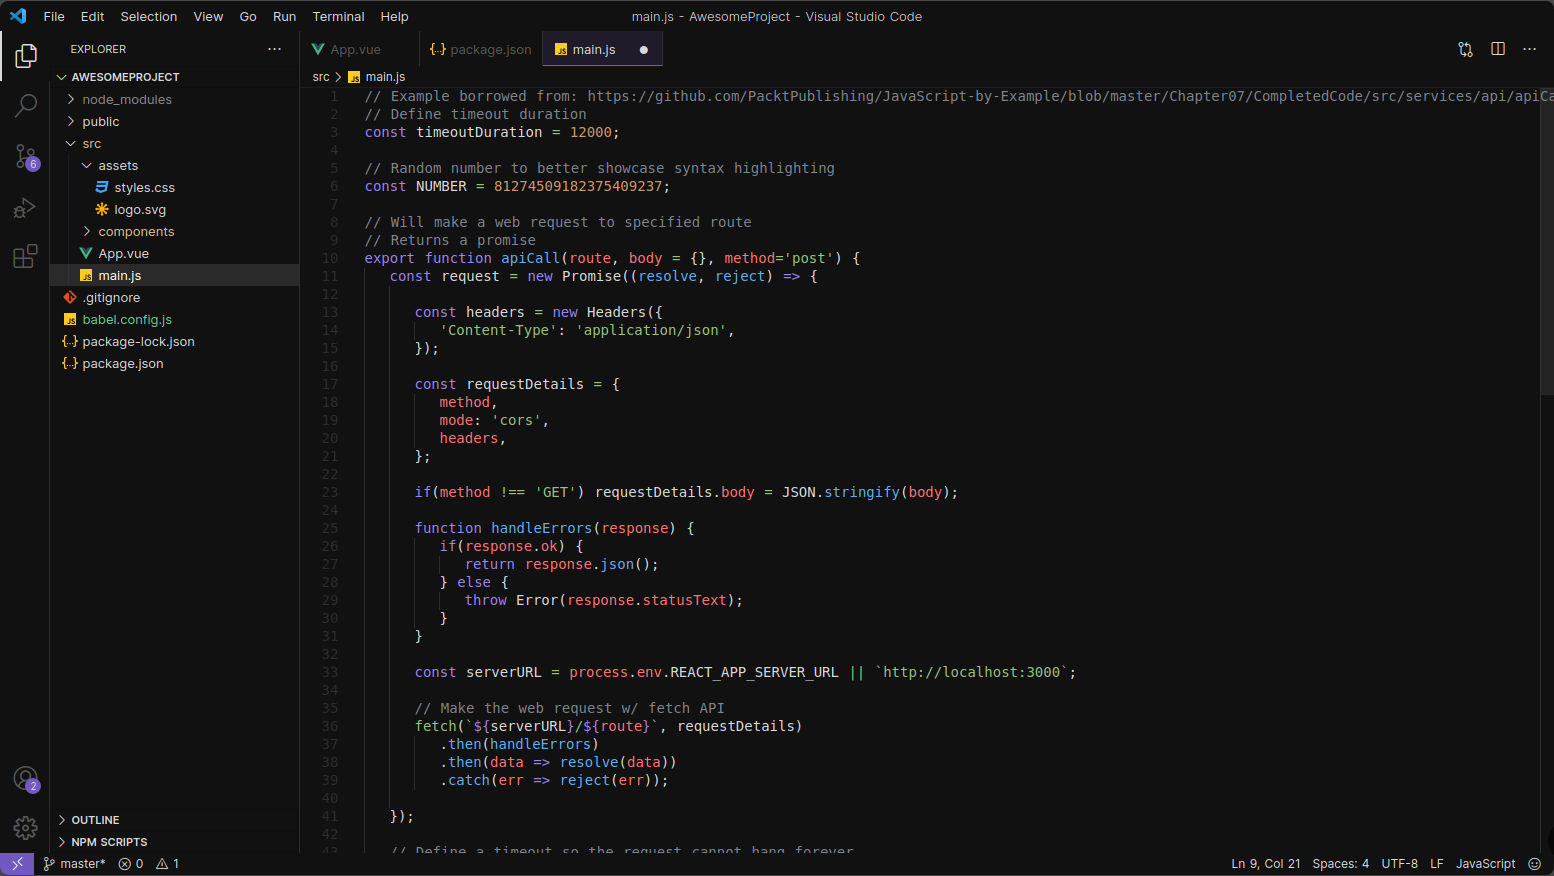 File Edit Selection View Go Run Terminal Help
main.js - AwesomeProject - Visual Studio Code
EXPLORER
AWESOMEPROJECT
node_modules
public
src
assets
styles.css
logo.svg
components
App.vue
main.js
.gitignore
babel.config.js
package-lock.json
package.json
OUTLINE
NPM SCRIPTS
6
2
App.vue package.json main.js
src > main.js
1 // Example borrowed from: https://github.com/PacktPublishing/JavaScript-by-Example/blob/master/Chapter07/CompletedCode/src/services/api/apiCa
2 // Define timeout duration
3 const timeoutDuration = 12000;
4
5 // Random number to better showcase syntax highlighting
6 const NUMBER = 81274509182375409237;
7
8 // Will make a web request to specified route
9 // Returns a promise
10 export function apiCall(route, body = {}, method='post') {
11 const request = new Promise((resolve, reject) => {
12
13 const headers = new Headers({
14 'Content-Type': 'application/json',
15 });
16
17 const requestDetails = {
18 method,
19 mode: 'cors',
20 headers,
21 };
22
23 if(method !== 'GET') requestDetails.body = JSON.stringify(body);
24
25 function handleErrors(response) {
26 if(response.ok) {
27 return response.json();
28 } else {
29 throw Error(response.statusText);
30 }
31 }
32
33 const serverURL = process.env.REACT_APP_SERVER_URL || `http://localhost:3000`;
34
35 // Make the web request w/ fetch API
36 fetch(`${serverURL}/${route}`, requestDetails)
37 .then(handleErrors)
38 .then(data => resolve(data))
39 .catch(err => reject(err));
40
41 });
42
43 // Define a timeout so the request cannot hang forever
master* 0 1
Ln 9, Col 21 Spaces: 4 UTF-8 LF JavaScript